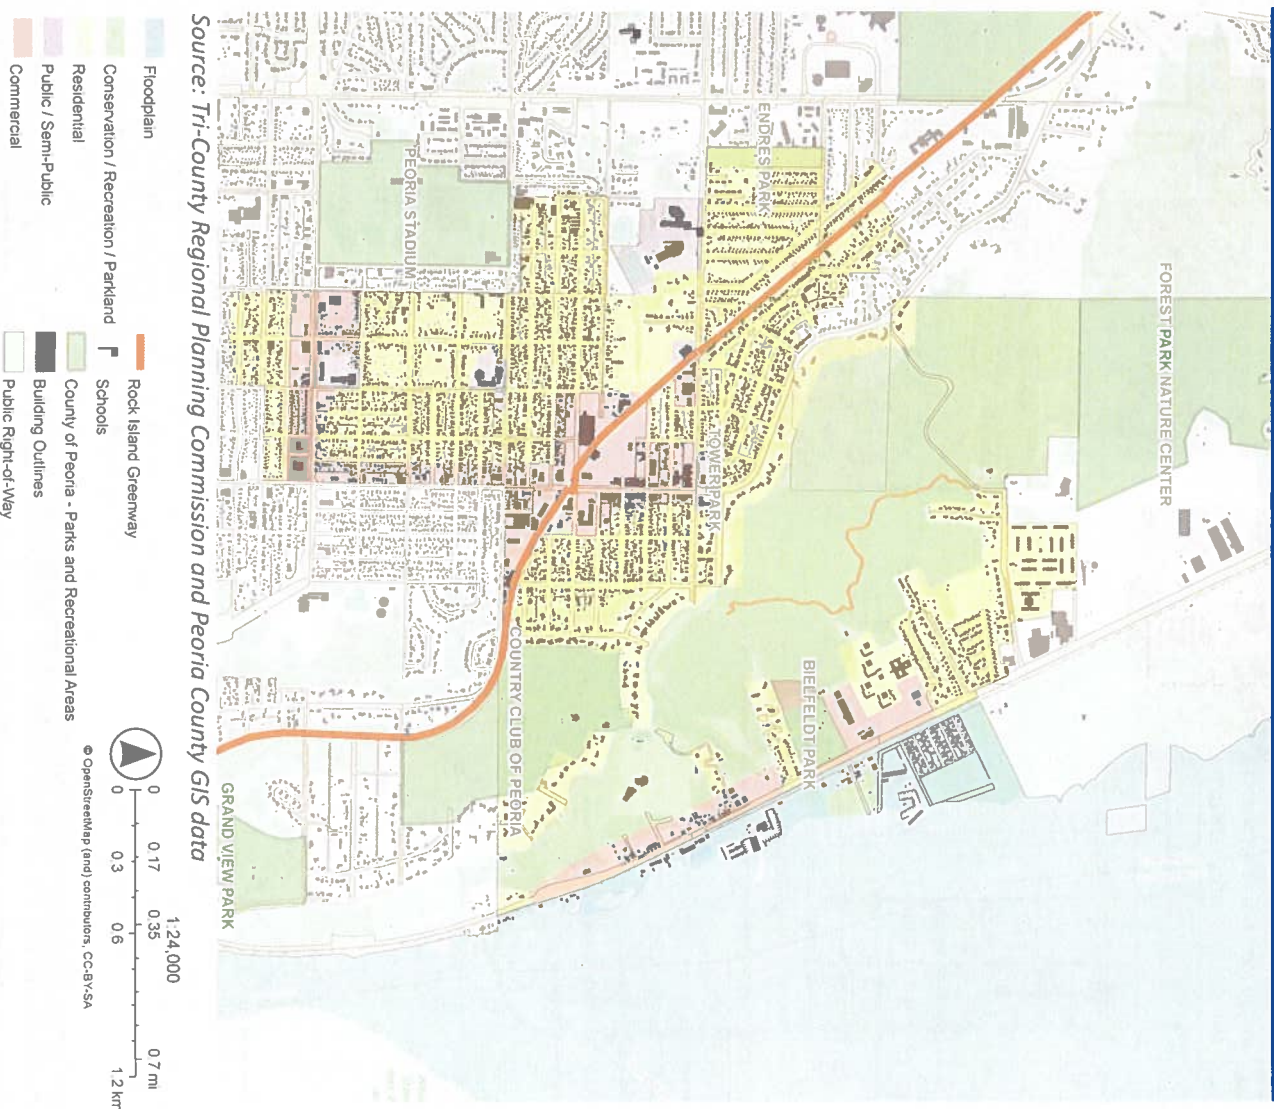 FOREST PARK NATURE CENTER
ENDRES PARK
PEORIA STADIUM
TOWER PARK
BIELFELDT PARK
COUNTRY CLUB OF PEORIA
GRAND VIEW PARK
Source: Tri-County Regional Planning Commission and Peoria County GIS data
1:24,000
Floodplain
Conservation / Recreation / Parkland
Residential
Public / Semi-Public
Commercial
Rock Island Greenway
Schools
County of Peoria - Parks and Recreational Areas
Building Outlines
Public Right-of-Way
0 0.17 0.35 0.7 mi
0 0.3 0.6 1.2 km
© OpenStreetMap (and) contributors, CC-BY-SA